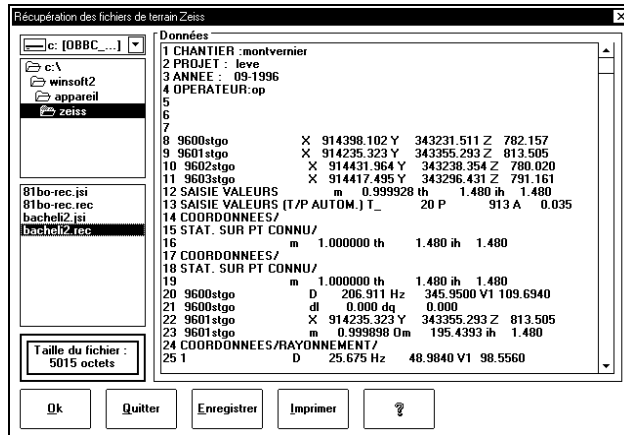 Récupération des fichiers de terrain Zeiss
c: [OBBC_...]
c:\
winsoft2
appareil
zeiss
81bo-rec.jsi
81bo-rec.rec
bacheli2.jsi
bacheli2.rec
Taille du fichier :
5015 octets
Données
1 CHANTIER :montvernier
2 PROJET : leve
3 ANNEE : 09-1996
4 OPERATEUR:op
5
6
7
8 9600stgo X 914398.102 Y 343231.511 Z 782.157
9 9601stgo X 914235.323 Y 343355.293 Z 813.505
10 9602stgo X 914431.964 Y 343238.354 Z 780.020
11 9603stgo X 914417.495 Y 343296.431 Z 791.161
12 SAISIE VALEURS m 0.999928 th 1.480 ih 1.480
13 SAISIE VALEURS (T/P AUTOM.) T_ 20 P 913 A 0.035
14 COORDONNEES/
15 STAT. SUR PT CONNU/
16 m 1.000000 th 1.480 ih 1.480
17 COORDONNEES/
18 STAT. SUR PT CONNU/
19 m 1.000000 th 1.480 ih 1.480
20 9600stgo D 206.911 Hz 345.9500 V1 109.6940
21 9600stgo dl 0.000 dq 0.000
22 9601stgo X 914235.323 Y 343355.293 Z 813.505
23 9601stgo m 0.999898 Om 195.4393 ih 1.480
24 COORDONNEES/RAYONNEMENT/
25 1 D 25.675 Hz 48.9840 V1 98.5560
Ok
Quitter
Enregistrer
Imprimer
?